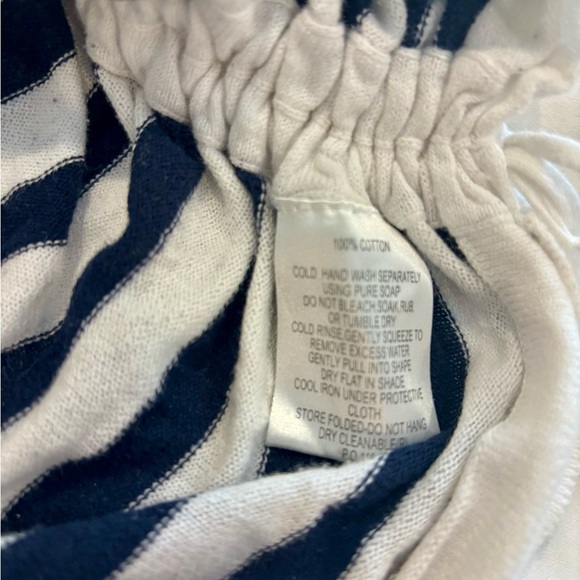 100% COTTON
COLD HAND WASH SEPARATELY
USING PURE SOAP
DO NOT BLEACH,SOAK,RUB
OR TUMBLE DRY
COLD RINSE,GENTLY SQUEEZE TO
REMOVE EXCESS WATER
GENTLY PULL INTO SHAPE
DRY FLAT IN SHADE
COOL IRON UNDER PROTECTIVE
CLOTH
STORE FOLDED-DO NOT HANG
DRY CLEANABLE
P.O